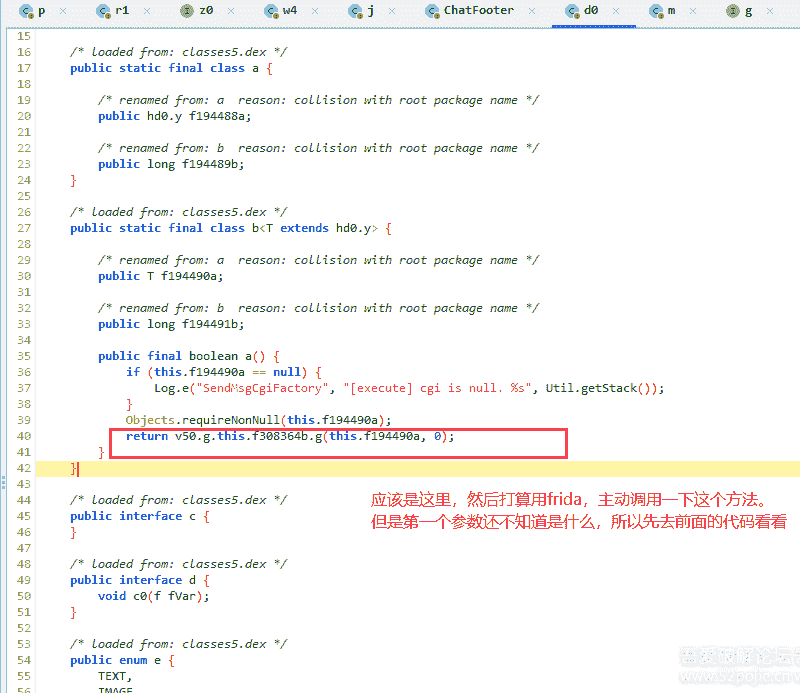 p r1 z0 w4 j ChatFooter d0 m g
15
16 /* loaded from: classes5.dex */
17 public static final class a {
18
19 /* renamed from: a reason: collision with root package name */
20 public hd0.y f194488a;
21
22 /* renamed from: b reason: collision with root package name */
23 public long f194489b;
24 }
25
26 /* loaded from: classes5.dex */
27 public static final class b<T extends hd0.y> {
28
29 /* renamed from: a reason: collision with root package name */
30 public T f194490a;
31
32 /* renamed from: b reason: collision with root package name */
33 public long f194491b;
34
35 public final boolean a() {
36 if (this.f194490a == null) {
37 Log.e("SendMsgCgiFactory", "[execute] cgi is null. %s", Util.getStack());
38 }
39 Objects.requireNonNull(this.f194490a);
40 return v50.g.this.f308364b.g(this.f194490a, 0);
41 }
42 }
43
44 /* loaded from: classes5.dex */
应该是这里，然后打算用frida，主动调用一下这个方法。
45 public interface c {
但是第一个参数还不知道是什么，所以先去前面的代码看看
46 }
47
48 /* loaded from: classes5.dex */
49 public interface d {
50 void c0(f fVar);
51 }
52
53 /* loaded from: classes5.dex */
54 public enum e {
55 TEXT,
56 IMAGE